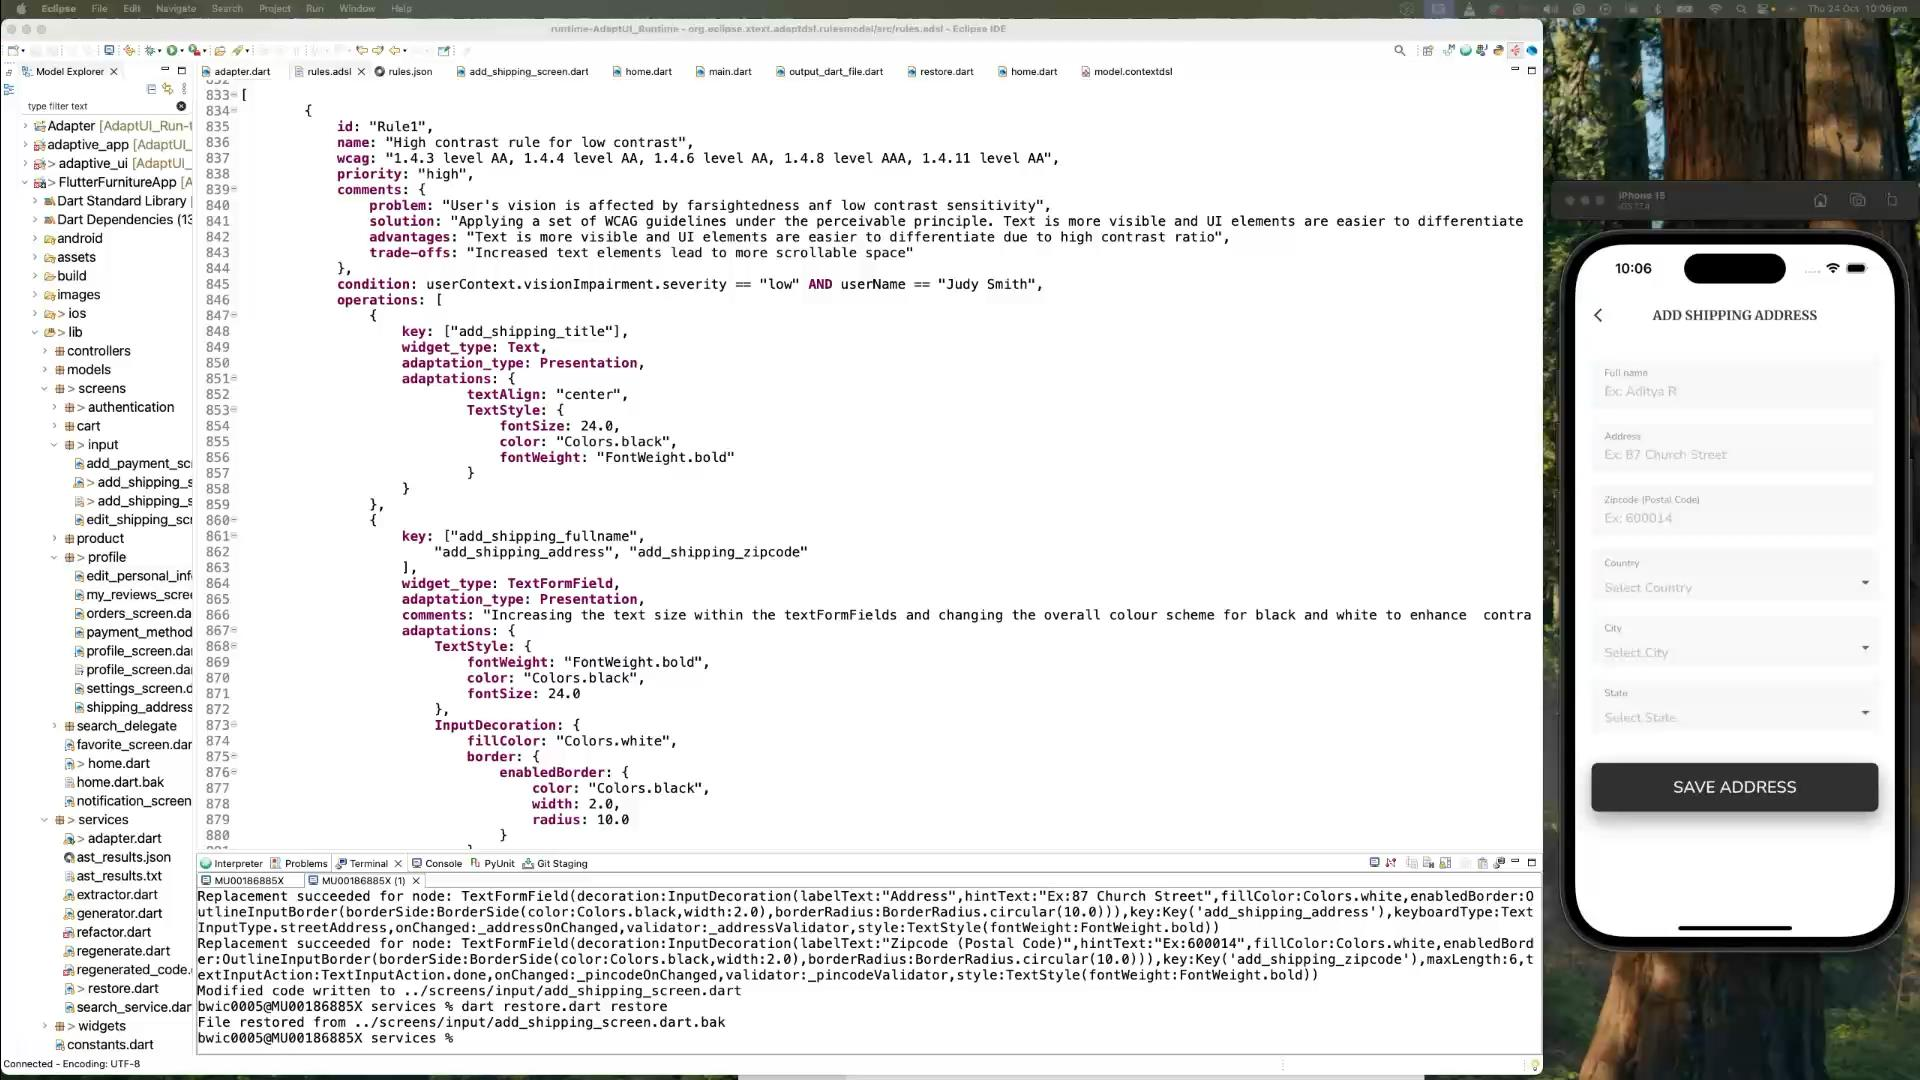 Eclipse File Edit Navigate Search Project Run Window Help
Thu 24 Oct 10:06pm
runtime-AdaptUI_Runtime - org.eclipse.xtext.adaptdsl.rulesmodel/src/rules.adsl - Eclipse IDE
Model Explorer
adapter.dart rules.adsl rules.json add_shipping_screen.dart home.dart main.dart output_dart_file.dart restore.dart home.dart model.contextdsl
type filter text
Adapter [AdaptUI_Run-t
adaptive_app [AdaptUI_
> adaptive_ui [AdaptUI_
> FlutterFurnitureApp [A
Dart Standard Library
Dart Dependencies (13
android
assets
build
images
> ios
> lib
controllers
models
> screens
> authentication
cart
> input
add_payment_sc
> add_shipping_s
> add_shipping_s
edit_shipping_scr
product
> profile
edit_personal_inf
my_reviews_scree
orders_screen.da
payment_method
profile_screen.da
profile_screen.da
settings_screen.d
shipping_address
search_delegate
favorite_screen.dar
> home.dart
home.dart.bak
notification_screen
> services
> adapter.dart
ast_results.json
ast_results.txt
extractor.dart
generator.dart
refactor.dart
regenerate.dart
regenerated_code.
> restore.dart
search_service.dar
> widgets
constants.dart
833 [
834 {
835 id: "Rule1",
836 name: "High contrast rule for low contrast",
837 wcag: "1.4.3 level AA, 1.4.4 level AA, 1.4.6 level AA, 1.4.8 level AAA, 1.4.11 level AA",
838 priority: "high",
839 comments: {
840 problem: "User's vision is affected by farsightedness anf low contrast sensitivity",
841 solution: "Applying a set of WCAG guidelines under the perceivable principle. Text is more visible and UI elements are easier to differentiate
842 advantages: "Text is more visible and UI elements are easier to differentiate due to high contrast ratio",
843 trade-offs: "Increased text elements lead to more scrollable space"
844 },
845 condition: userContext.visionImpairment.severity == "low" AND userName == "Judy Smith",
846 operations: [
847 {
848 key: ["add_shipping_title"],
849 widget_type: Text,
850 adaptation_type: Presentation,
851 adaptations: {
852 textAlign: "center",
853 TextStyle: {
854 fontSize: 24.0,
855 color: "Colors.black",
856 fontWeight: "FontWeight.bold"
857 }
858 }
859 },
860 {
861 key: ["add_shipping_fullname",
862 "add_shipping_address", "add_shipping_zipcode"
863 ],
864 widget_type: TextFormField,
865 adaptation_type: Presentation,
866 comments: "Increasing the text size within the textFormFields and changing the overall colour scheme for black and white to enhance  contra
867 adaptations: {
868 TextStyle: {
869 fontWeight: "FontWeight.bold",
870 color: "Colors.black",
871 fontSize: 24.0
872 },
873 InputDecoration: {
874 fillColor: "Colors.white",
875 border: {
876 enabledBorder: {
877 color: "Colors.black",
878 width: 2.0,
879 radius: 10.0
880 }
Interpreter Problems Terminal Console PyUnit Git Staging
MU00186885X MU00186885X (1)
Replacement succeeded for node: TextFormField(decoration:InputDecoration(labelText:"Address",hintText:"Ex:87 Church Street",fillColor:Colors.white,enabledBorder:O
utlineInputBorder(borderSide:BorderSide(color:Colors.black,width:2.0),borderRadius:BorderRadius.circular(10.0))),key:Key('add_shipping_address'),keyboardType:Text
InputType.streetAddress,onChanged:_addressOnChanged,validator:_addressValidator,style:TextStyle(fontWeight:FontWeight.bold))
Replacement succeeded for node: TextFormField(decoration:InputDecoration(labelText:"Zipcode (Postal Code)",hintText:"Ex:600014",fillColor:Colors.white,enabledBord
er:OutlineInputBorder(borderSide:BorderSide(color:Colors.black,width:2.0),borderRadius:BorderRadius.circular(10.0))),key:Key('add_shipping_zipcode'),maxLength:6,t
extInputAction:TextInputAction.done,onChanged:_pincodeOnChanged,validator:_pincodeValidator,style:TextStyle(fontWeight:FontWeight.bold))
Modified code written to ../screens/input/add_shipping_screen.dart
bwic0005@MU00186885X services % dart restore.dart restore
File restored from ../screens/input/add_shipping_screen.dart.bak
bwic0005@MU00186885X services %
Connected - Encoding: UTF-8
iPhone 15
iOS 17.4
10:06
ADD SHIPPING ADDRESS
Full name
Ex: Aditya R
Address
Ex: 87 Church Street
Zipcode (Postal Code)
Ex: 600014
Country
Select Country
City
Select City
State
Select State
SAVE ADDRESS